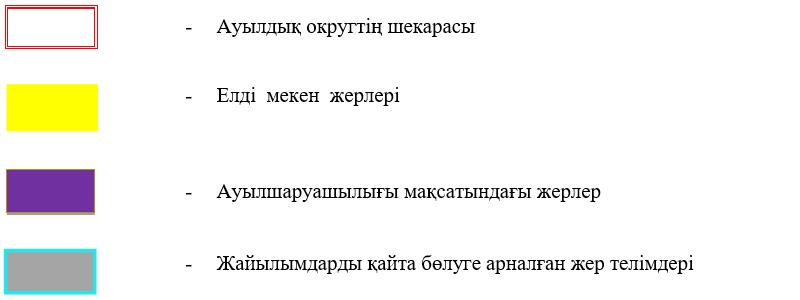 - Ауылдық округтің шекарасы
- Елді мекен жерлері
- Ауылшаруашылығы мақсатындағы жерлер
- Жайылымдарды қайта бөлуге арналған жер телімдері